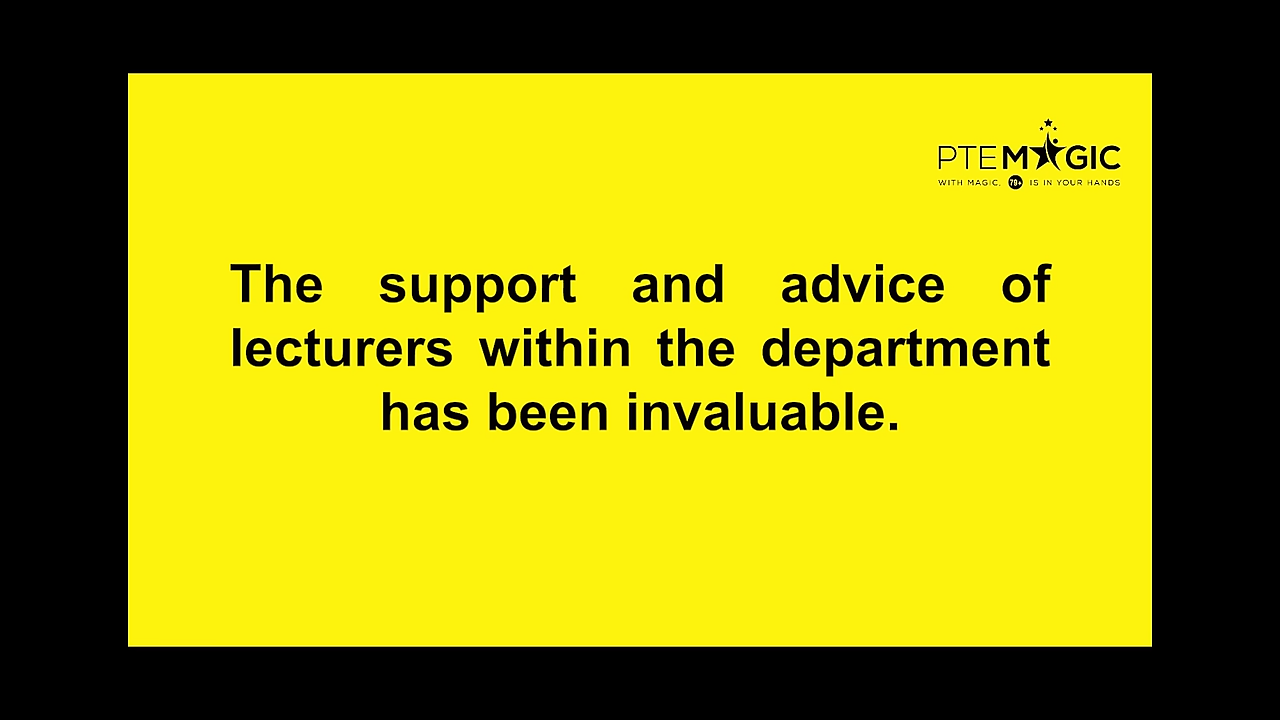 PTEMAGIC
WITH MAGIC, 79+ IS IN YOUR HANDS
The support and advice of
lecturers within the department
has been invaluable.